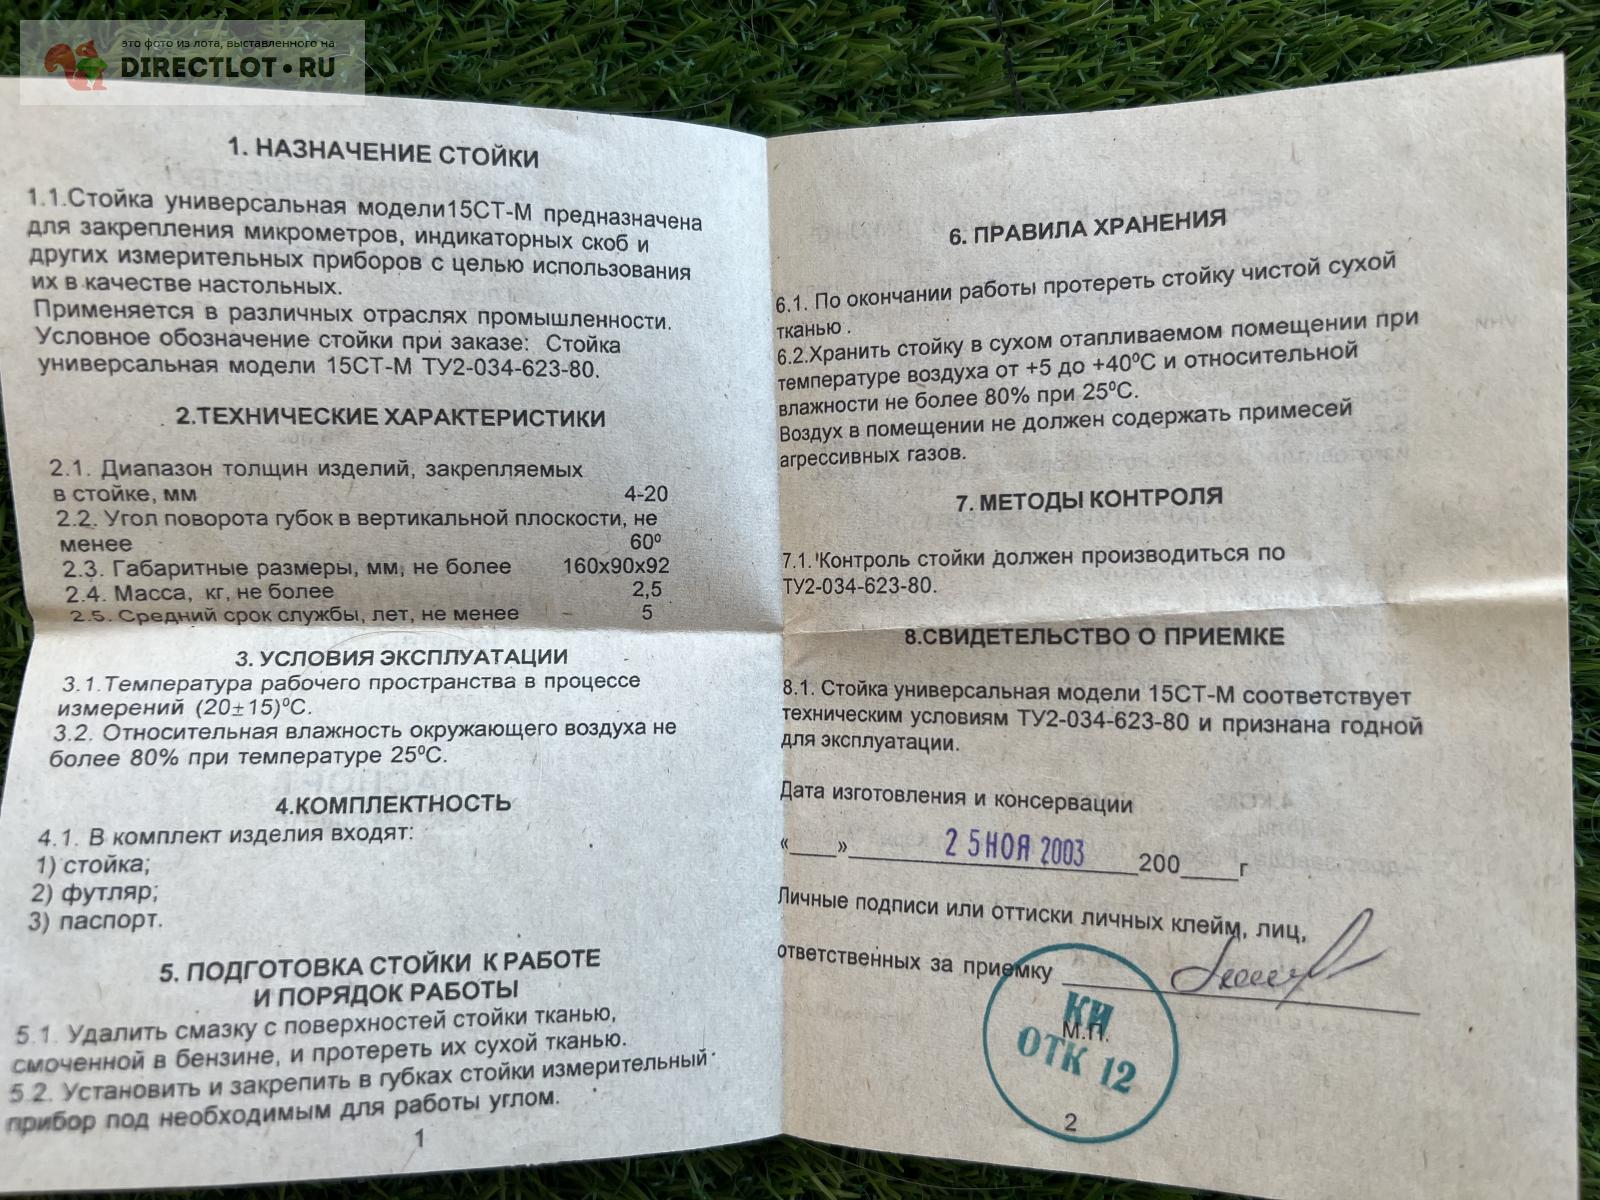 это фото из лота, выставленного на
DIRECTLOT.RU
1. НАЗНАЧЕНИЕ СТОЙКИ
1.1.Стойка универсальная модели15СТ-М предназначена
для закрепления микрометров, индикаторных скоб и
других измерительных приборов с целью использования
их в качестве настольных.
Применяется в различных отраслях промышленности.
Условное обозначение стойки при заказе: Стойка
универсальная модели 15СТ-М ТУ2-034-623-80.
2.ТЕХНИЧЕСКИЕ ХАРАКТЕРИСТИКИ
2.1. Диапазон толщин изделий, закрепляемых
в стойке, мм 4-20
2.2. Угол поворота губок в вертикальной плоскости, не
менее 60⁰
2.3. Габаритные размеры, мм, не более 160х90х92
2.4. Масса, кг, не более 2,5
2.5. Средний срок службы, лет, не менее 5
3. УСЛОВИЯ ЭКСПЛУАТАЦИИ
3.1.Температура рабочего пространства в процессе
измерений (20±15)⁰С.
3.2. Относительная влажность окружающего воздуха не
более 80% при температуре 25⁰С.
4.КОМПЛЕКТНОСТЬ
4.1. В комплект изделия входят:
1) стойка;
2) футляр;
3) паспорт.
5. ПОДГОТОВКА СТОЙКИ К РАБОТЕ
И ПОРЯДОК РАБОТЫ
5.1. Удалить смазку с поверхностей стойки тканью,
смоченной в бензине, и протереть их сухой тканью.
5.2. Установить и закрепить в губках стойки измерительный
прибор под необходимым для работы углом.
1
6. ПРАВИЛА ХРАНЕНИЯ
6.1. По окончании работы протереть стойку чистой сухой
тканью .
6.2.Хранить стойку в сухом отапливаемом помещении при
температуре воздуха от +5 до +40⁰С и относительной
влажности не более 80% при 25⁰С.
Воздух в помещении не должен содержать примесей
агрессивных газов.
7. МЕТОДЫ КОНТРОЛЯ
7.1. Контроль стойки должен производиться по
ТУ2-034-623-80.
8.СВИДЕТЕЛЬСТВО О ПРИЕМКЕ
8.1. Стойка универсальная модели 15СТ-М соответствует
техническим условиям ТУ2-034-623-80 и признана годной
для эксплуатации.
Дата изготовления и консервации
«___»___25 НОЯ 2003___200___г
Личные подписи или оттиски личных клейм, лиц,
ответственных за приемку
КИ
М.П.
ОТК 12
2